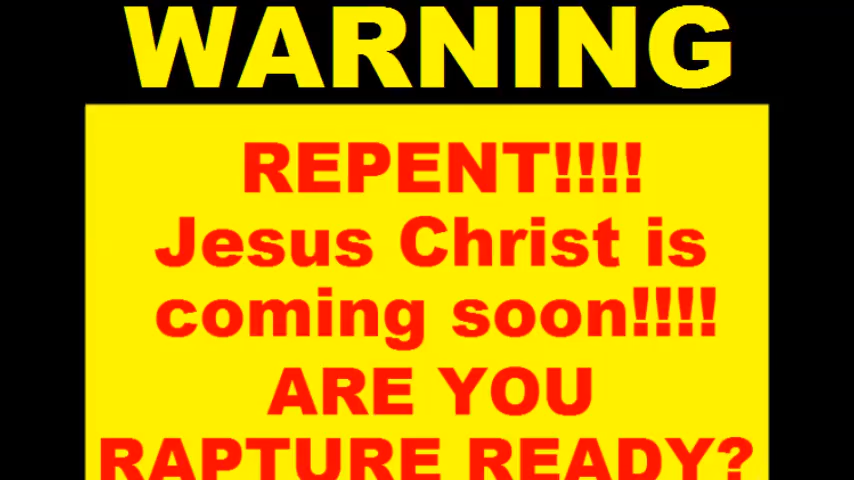 WARNING
REPENT!!!!
Jesus Christ is
coming soon!!!!
ARE YOU
RAPTURE READY?